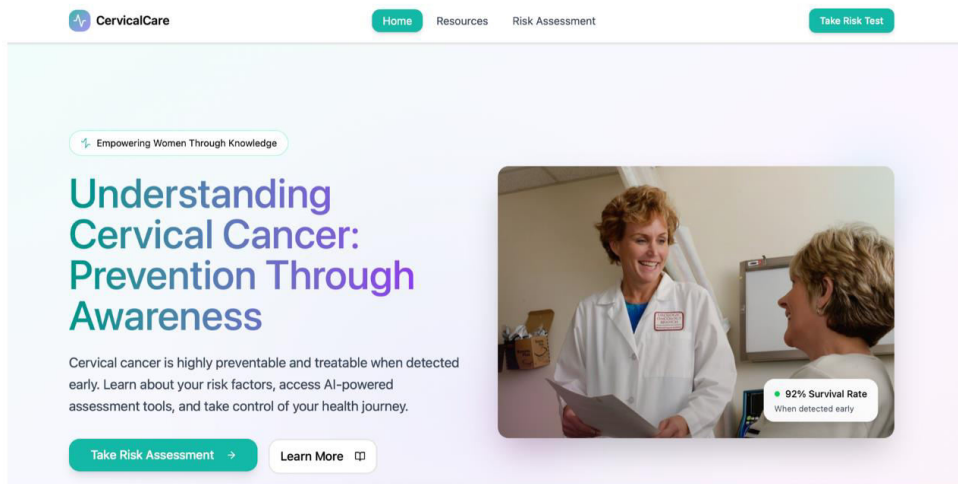 CervicalCare
Home
Resources
Risk Assessment
Take Risk Test
Empowering Women Through Knowledge
Understanding
Cervical Cancer:
Prevention Through
Awareness
Cervical cancer is highly preventable and treatable when detected
early. Learn about your risk factors, access AI-powered
assessment tools, and take control of your health journey.
Take Risk Assessment →
Learn More
92% Survival Rate
When detected early